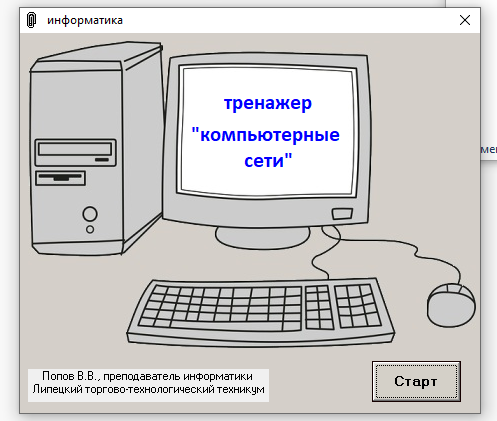 информатика
тренажер
"компьютерные
сети"
Попов В.В., преподаватель информатики
Липецкий торгово-технологический техникум
Старт